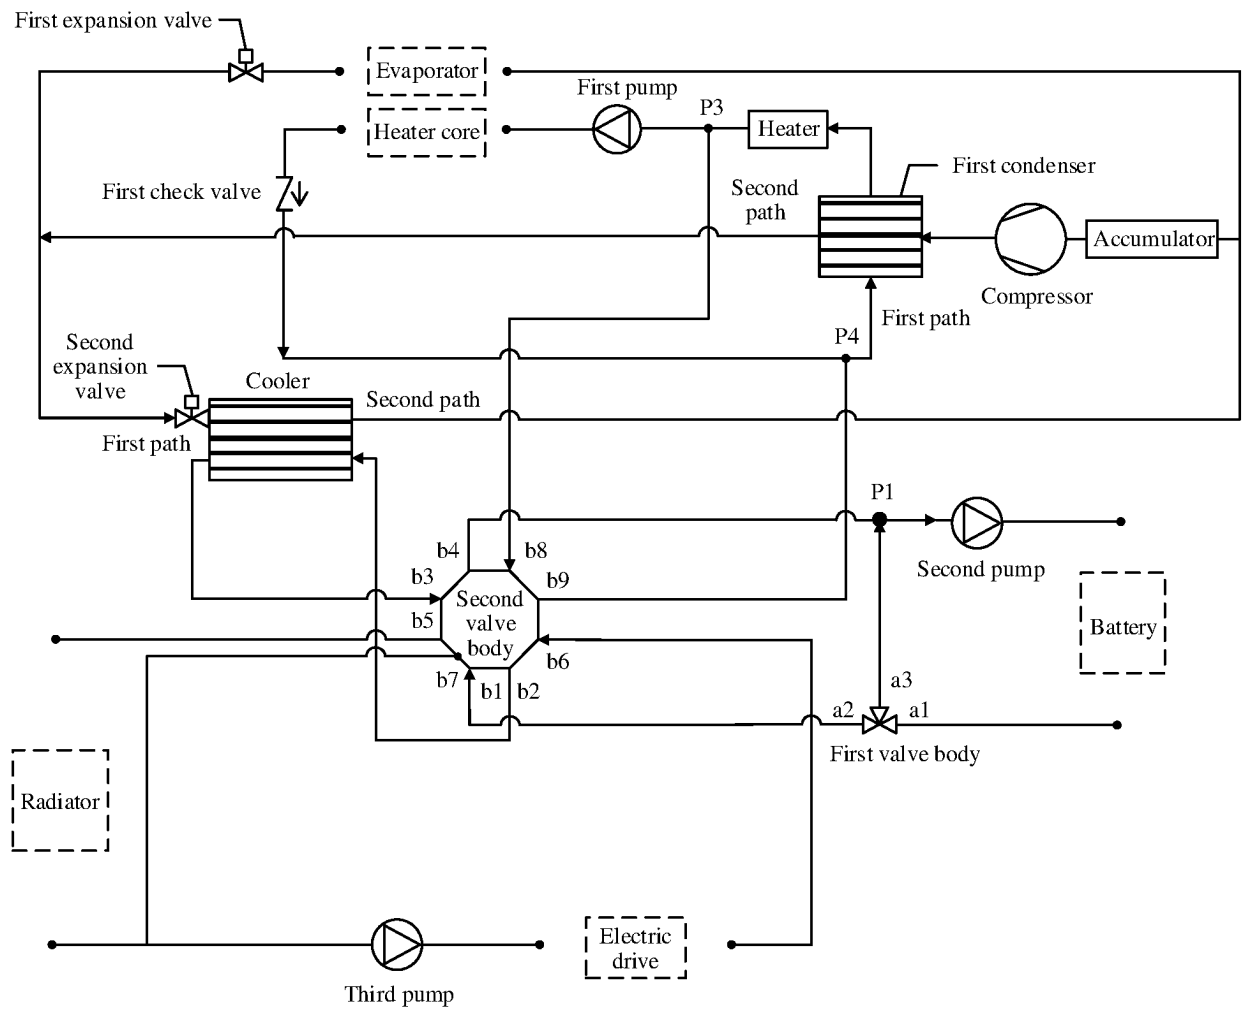 First expansion valve
Evaporator
First pump
P3
Heater core
Heater
First condenser
First check valve
Second
path
Accumulator
Compressor
First path
P4
Second
expansion
valve
Cooler
Second path
First path
P1
b4
b8
Second pump
b3
b9
Second
valve
body
b5
b6
Battery
b7
b1
b2
a3
a2
a1
First valve body
Radiator
Electric
drive
Third pump